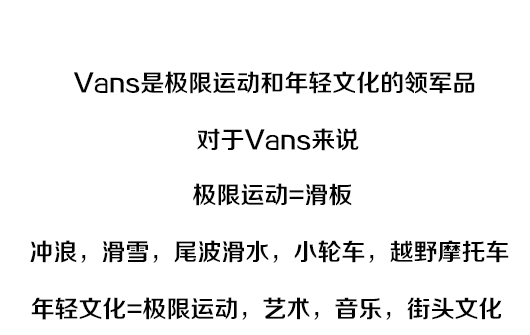 Vans是极限运动和年轻文化的领军品
对于Vans来说
极限运动=滑板
冲浪，滑雪，尾波滑水，小轮车，越野摩托车
年轻文化=极限运动，艺术，音乐，街头文化